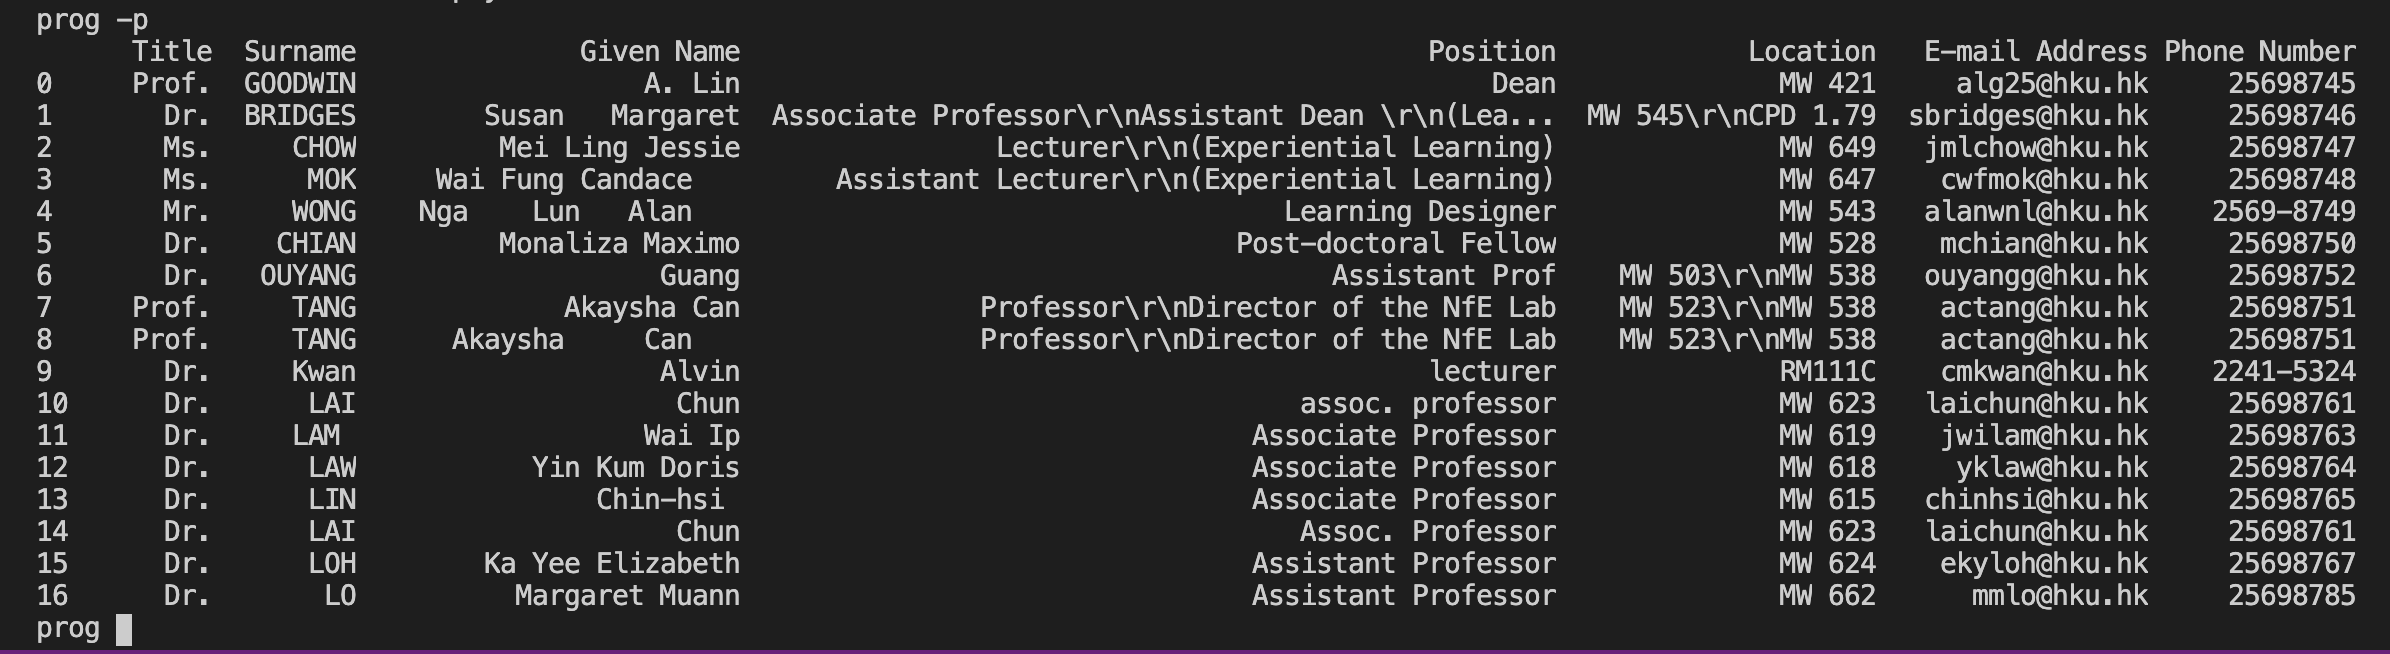 prog -p
      Title  Surname              Given Name                                           Position            Location   E-mail Address Phone Number
0     Prof.  GOODWIN                  A. Lin                                               Dean              MW 421    alg25@hku.hk     25698745
1       Dr.  BRIDGES        Susan   Margaret  Associate Professor\r\nAssistant Dean \r\n(Lea...  MW 545\r\nCPD 1.79  sbridges@hku.hk     25698746
2       Ms.     CHOW         Mei Ling Jessie                Lecturer\r\n(Experiential Learning)              MW 649   jmlchow@hku.hk     25698747
3       Ms.      MOK     Wai Fung Candace         Assistant Lecturer\r\n(Experiential Learning)              MW 647    cwfmok@hku.hk     25698748
4       Mr.     WONG    Nga    Lun   Alan                                     Learning Designer              MW 543   alanwnl@hku.hk    2569-8749
5       Dr.    CHIAN         Monaliza Maximo                               Post-doctoral Fellow              MW 528    mchian@hku.hk     25698750
6       Dr.   OUYANG                   Guang                                     Assistant Prof    MW 503\r\nMW 538   ouyangg@hku.hk     25698752
7     Prof.     TANG             Akaysha Can               Professor\r\nDirector of the NfE Lab    MW 523\r\nMW 538    actang@hku.hk     25698751
8     Prof.     TANG      Akaysha     Can                  Professor\r\nDirector of the NfE Lab    MW 523\r\nMW 538    actang@hku.hk     25698751
9       Dr.    Kwan                   Alvin                                           lecturer              RM111C    cmkwan@hku.hk    2241-5324
10      Dr.      LAI                   Chun                                   assoc. professor              MW 623   laichun@hku.hk     25698761
11      Dr.     LAM                  Wai Ip                                Associate Professor              MW 619    jwilam@hku.hk     25698763
12      Dr.      LAW          Yin Kum Doris                                Associate Professor              MW 618     yklaw@hku.hk     25698764
13      Dr.      LIN              Chin-hsi                                 Associate Professor              MW 615   chinhsi@hku.hk     25698765
14      Dr.      LAI                   Chun                                   Assoc. Professor              MW 623   laichun@hku.hk     25698761
15      Dr.      LOH       Ka Yee Elizabeth                                Assistant Professor              MW 624    ekyloh@hku.hk     25698767
16      Dr.       LO         Margaret Muann                                Assistant Professor              MW 662      mmlo@hku.hk     25698785
prog